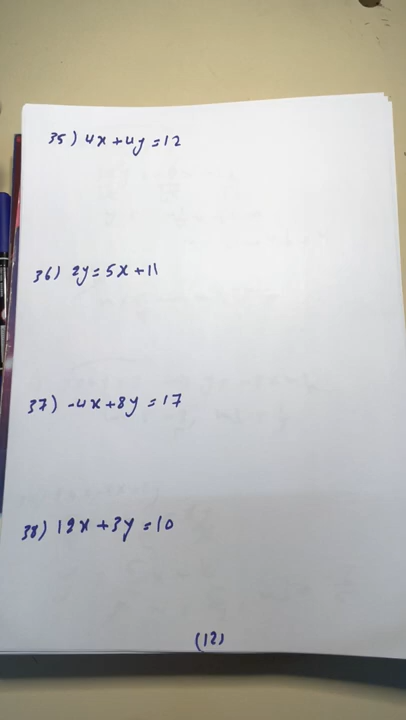 35) 4x+4y=12
36) 2y=5x+11
37) -4x+8y=17
38) 12x+3y=10
(12)